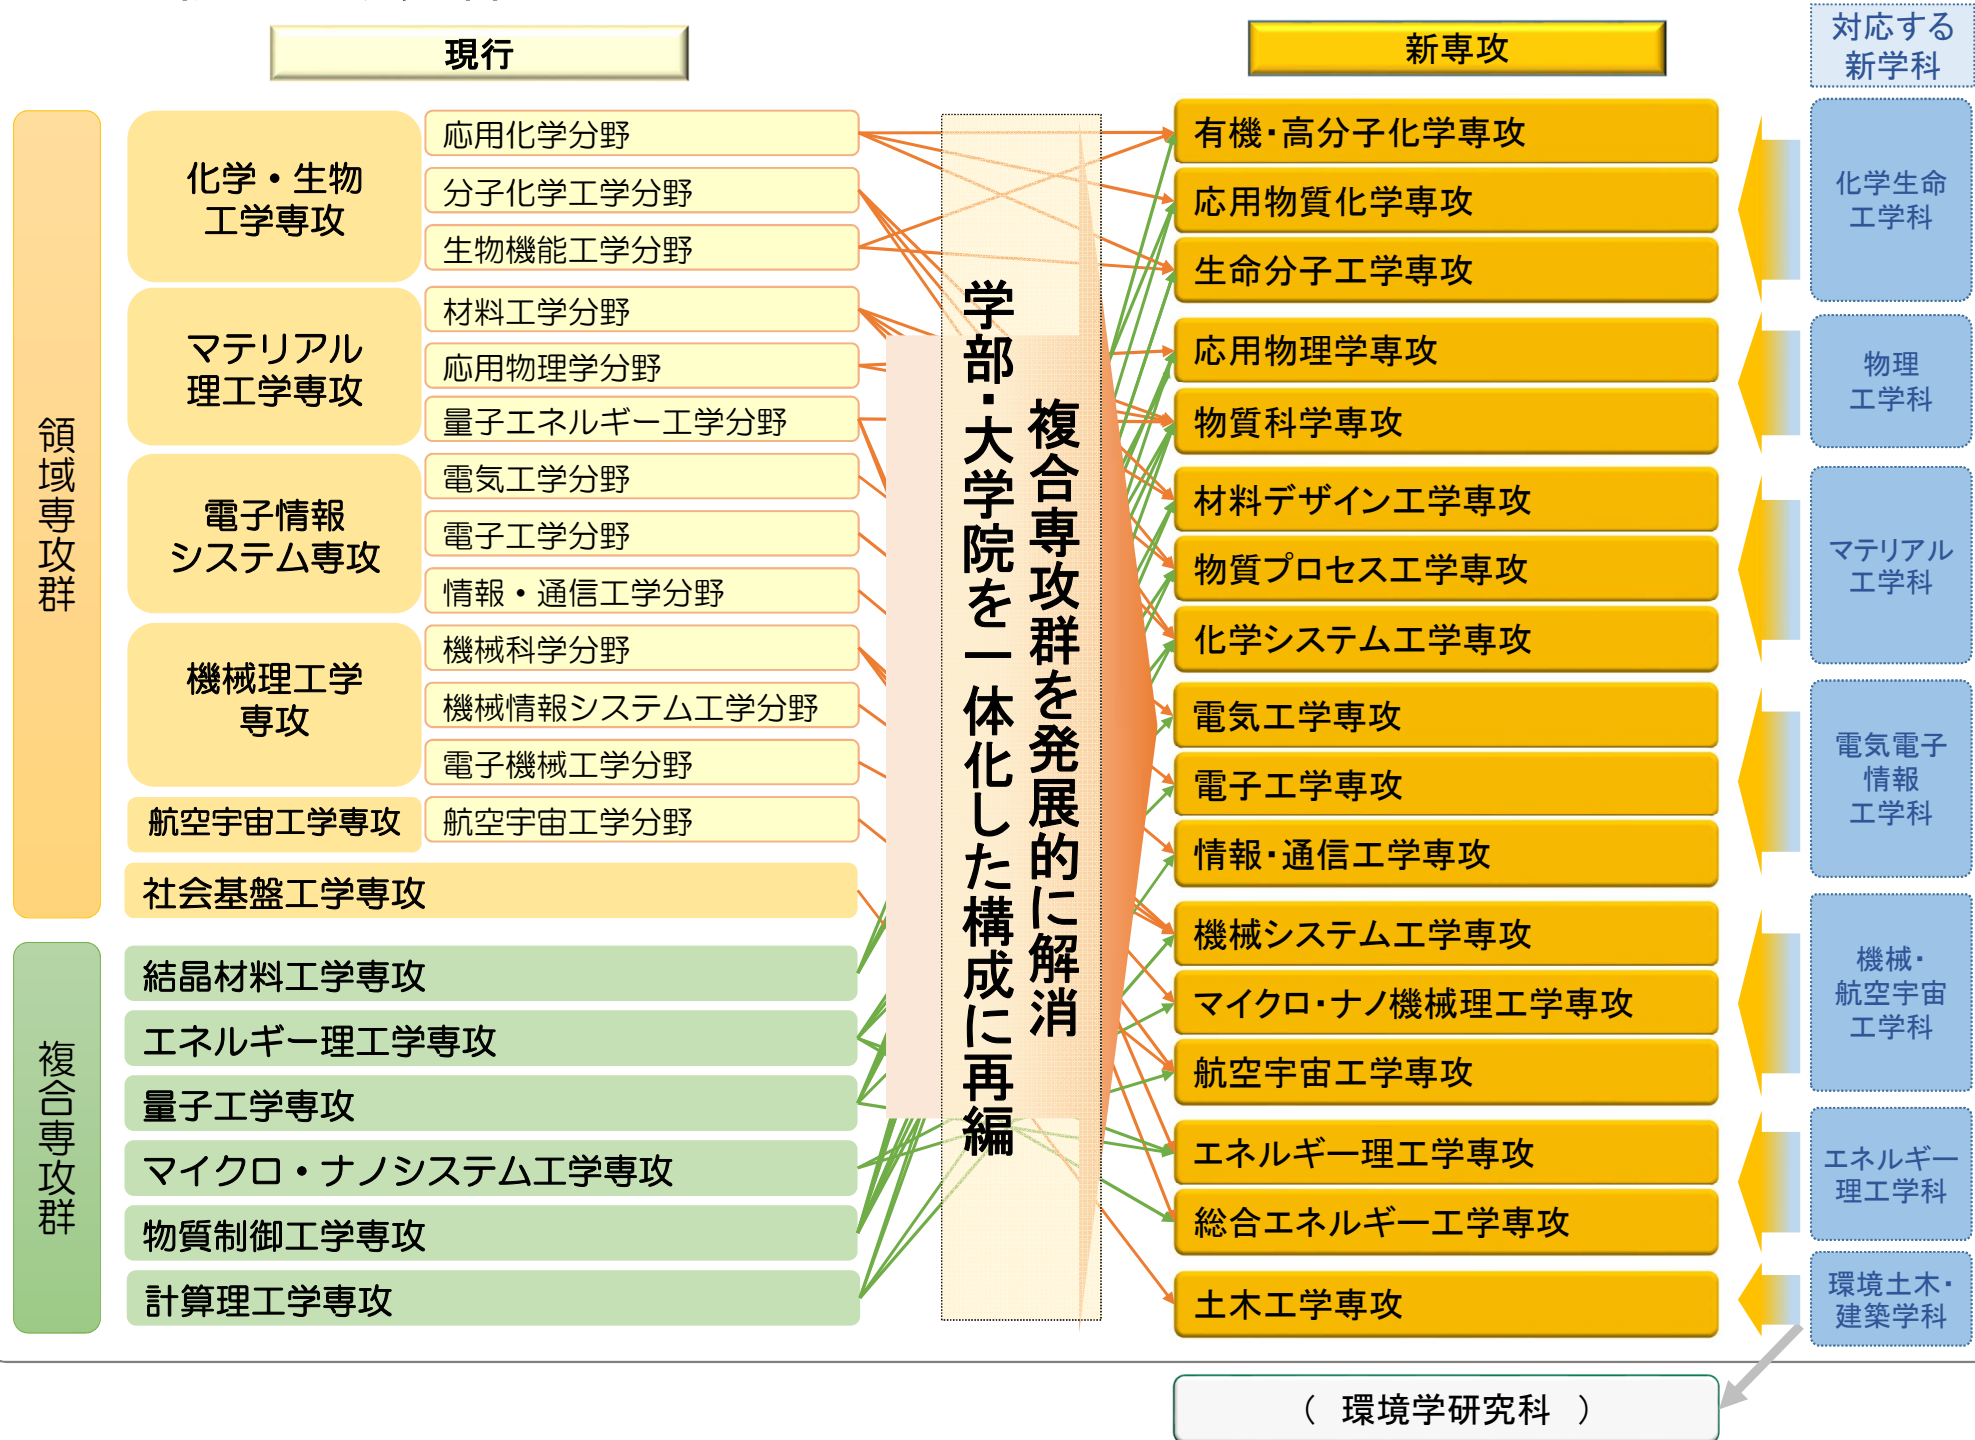 現行
新専攻
対応する
新学科
領域専攻群
化学・生物
工学専攻
応用化学分野
分子化学工学分野
生物機能工学分野
マテリアル
理工学専攻
材料工学分野
応用物理学分野
量子エネルギー工学分野
電子情報
システム専攻
電気工学分野
電子工学分野
情報・通信工学分野
機械理工学
専攻
機械科学分野
機械情報システム工学分野
電子機械工学分野
航空宇宙工学専攻
航空宇宙工学分野
社会基盤工学専攻
複合専攻群
結晶材料工学専攻
エネルギー理工学専攻
量子工学専攻
マイクロ・ナノシステム工学専攻
物質制御工学専攻
計算理工学専攻
複合専攻群を発展的に解消
学部・大学院を一体化した構成に再編
有機・高分子化学専攻
応用物質化学専攻
生命分子工学専攻
応用物理学専攻
物質科学専攻
材料デザイン工学専攻
物質プロセス工学専攻
化学システム工学専攻
電気工学専攻
電子工学専攻
情報・通信工学専攻
機械システム工学専攻
マイクロ・ナノ機械理工学専攻
航空宇宙工学専攻
エネルギー理工学専攻
総合エネルギー工学専攻
土木工学専攻
化学生命
工学科
物理
工学科
マテリアル
工学科
電気電子
情報
工学科
機械・
航空宇宙
工学科
エネルギー
理工学科
環境土木・
建築学科
（ 環境学研究科 ）